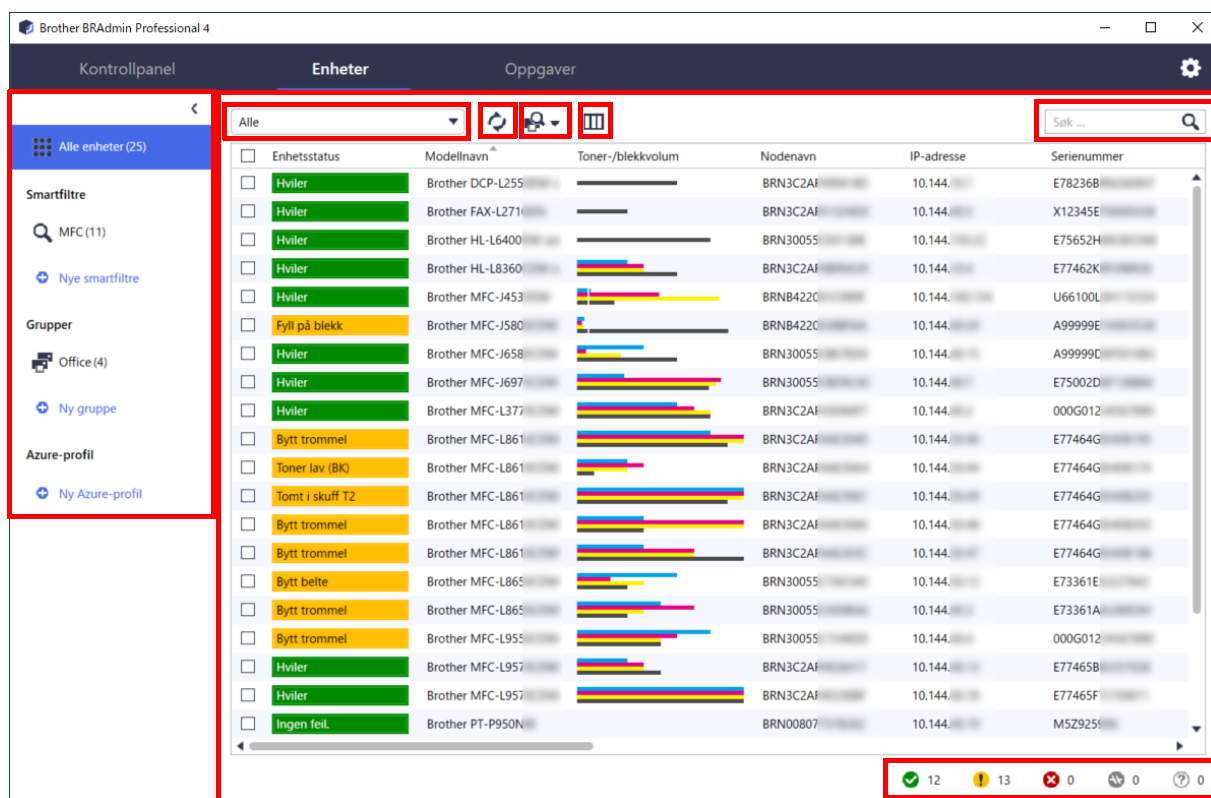 Brother BRAdmin Professional 4
Kontrollpanel Enheter Oppgaver
Alle enheter (25)
Smartfiltre
MFC (11)
Nye smartfiltre
Grupper
Office (4)
Ny gruppe
Azure-profil
Ny Azure-profil
Alle Søk ...
Enhetsstatus Modellnavn Toner-/blekkvolum Nodenavn IP-adresse Serienummer
Hviler Brother DCP-L255 BRN3C2AF 10.144. E78236B
Hviler Brother FAX-L271 BRN3C2AF 10.144. X12345E
Hviler Brother HL-L6400 BRN30055 10.144. E75652H
Hviler Brother HL-L8360 BRN3C2AF 10.144. E77462K
Hviler Brother MFC-J453 BRNB4220 10.144. U66100L
Fyll på blekk Brother MFC-J580 BRNB4220 10.144. A99999E
Hviler Brother MFC-J658 BRN30055 10.144. A99999D
Hviler Brother MFC-J697 BRN30055 10.144. E75002D
Hviler Brother MFC-L377 BRN3C2AF 10.144. 000G012
Bytt trommel Brother MFC-L861 BRN3C2AF 10.144. E77464G
Toner lav (BK) Brother MFC-L861 BRN3C2AF 10.144. E77464G
Tomt i skuff T2 Brother MFC-L861 BRN3C2AF 10.144. E77464G
Bytt trommel Brother MFC-L861 BRN3C2AF 10.144. E77464G
Bytt trommel Brother MFC-L861 BRN3C2AF 10.144. E77464G
Bytt belte Brother MFC-L865 BRN30055 10.144. E73361E
Bytt trommel Brother MFC-L865 BRN30055 10.144. E73361A
Bytt trommel Brother MFC-L955 BRN30055 10.144. 000G012
Hviler Brother MFC-L957 BRN3C2AF 10.144. E77465B
Hviler Brother MFC-L957 BRN3C2AF 10.144. E77465F
Ingen feil. Brother PT-P950N BRN00807 10.144. M5Z9259
12 13 0 0 0